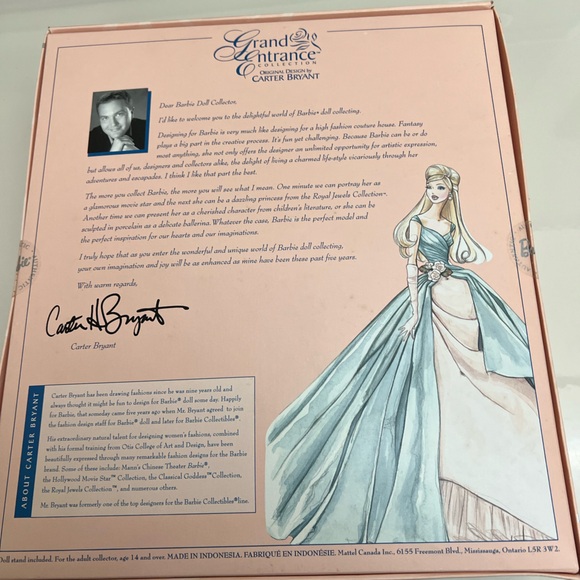 Grand
Entrance
COLLECTION
ORIGINAL DESIGN by
CARTER BRYANT
Dear Barbie Doll Collector,
I'd like to welcome you to the delightful world of Barbie® doll collecting.
Designing for Barbie is very much like designing for a high fashion couture house. Fantasy
plays a big part in the creative process. It's fun yet challenging. Because Barbie can be or do
most anything, she not only offers the designer an unlimited opportunity for artistic expression,
but allows all of us, designers and collectors alike, the delight of living a charmed life-style vicariously through her
adventures and escapades. I think I like that part the best.
The more you collect Barbie, the more you will see what I mean. One minute we can portray her as
a glamorous movie star and the next she can be a dazzling princess from the Royal Jewels Collection™.
Another time we can present her as a cherished character from children's literature, or she can be
sculpted in porcelain as a delicate ballerina. Whatever the case, Barbie is the perfect model and
the perfect inspiration for our hearts and our imaginations.
I truly hope that as you enter the wonderful and unique world of Barbie doll collecting,
your own imagination and joy will be as enhanced as mine have been these past five years.
With warm regards,
Carter H Bryant
Carter Bryant
ABOUT CARTER BRYANT
Carter Bryant has been drawing fashions since he was nine years old and
always thought it might be fun to design for Barbie® doll some day. Happily
for Barbie, that someday came five years ago when Mr. Bryant agreed to join
the fashion design staff for Barbie® doll and later for Barbie Collectibles®.
His extraordinary natural talent for designing women's fashions, combined
with his formal training from Otis College of Art and Design, have been
beautifully expressed through many remarkable fashion designs for the Barbie
brand. Some of these include: Mann's Chinese Theater Barbie®,
the Hollywood Movie Star™ Collection, the Classical Goddess™ Collection,
the Royal Jewels Collection™, and numerous others.
Mr. Bryant was formerly one of the top designers for the Barbie Collectibles® line.
Doll stand included. For the adult collector, age 14 and over. MADE IN INDONESIA. FABRIQUÉ EN INDONÉSIE. Mattel Canada Inc., 6155 Freemont Blvd., Mississauga, Ontario L5R 3W2.